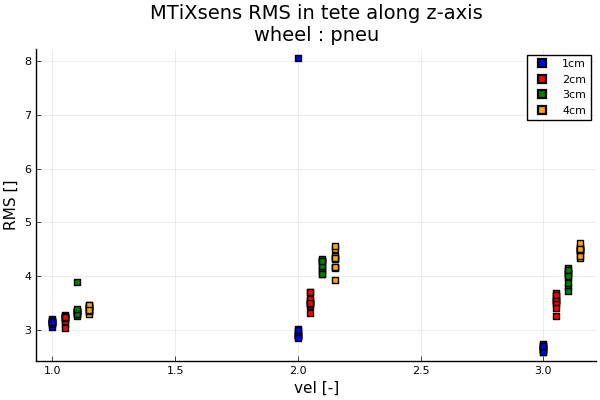 MTiXsens RMS in tete along z-axis
wheel : pneu
8
7
6
5
4
3
RMS []
1cm
2cm
3cm
4cm
1.0
1.5
2.0
2.5
3.0
vel [-]